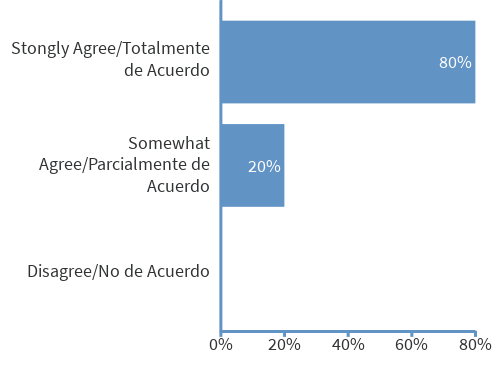 Stongly Agree/Totalmente
de Acuerdo
80%
Somewhat
Agree/Parcialmente de
Acuerdo
20%
Disagree/No de Acuerdo
0% 20% 40% 60% 80%